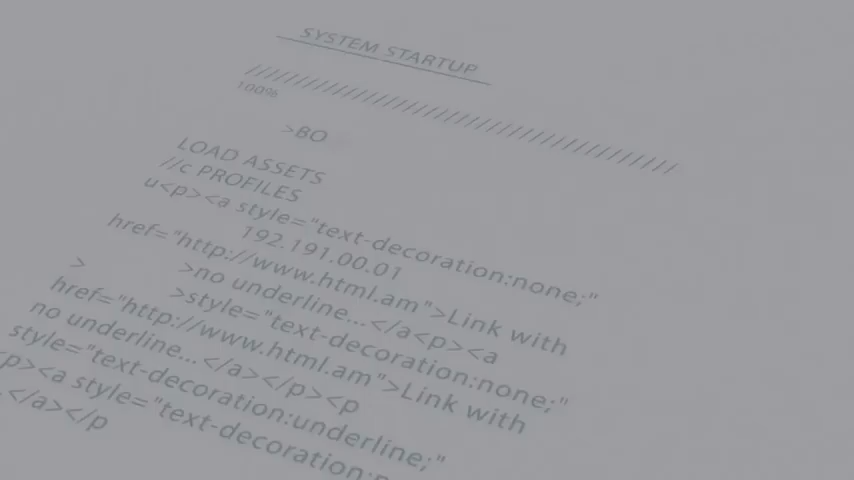 SYSTEM STARTUP
////////////////////////////////////////
100%
>BO
LOAD ASSETS
//c PROFILES
u<p><a style="text-decoration:none;"
192.191.00.01
href="http://www.html.am">Link with
> >no underline...</a><p><a
>style="text-decoration:none;"
href="http://www.html.am">Link with
no underline...</a></p><p
style="text-decoration:underline;"
<p><a style="text-decoration:n
.</a></p